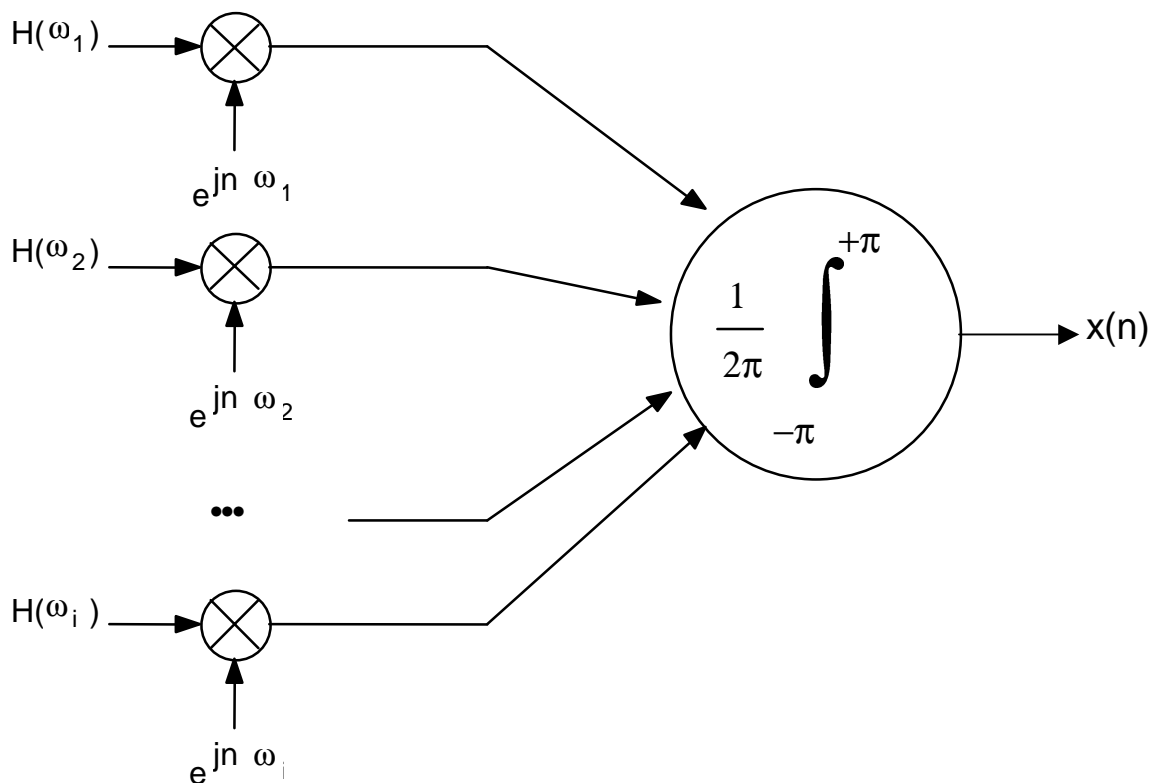 H(ω₁)
e^jn ω₁
H(ω₂)
e^jn ω₂
•••
H(ωᵢ )
e^jn ωᵢ
+π
1
2π
∫
−π
x(n)